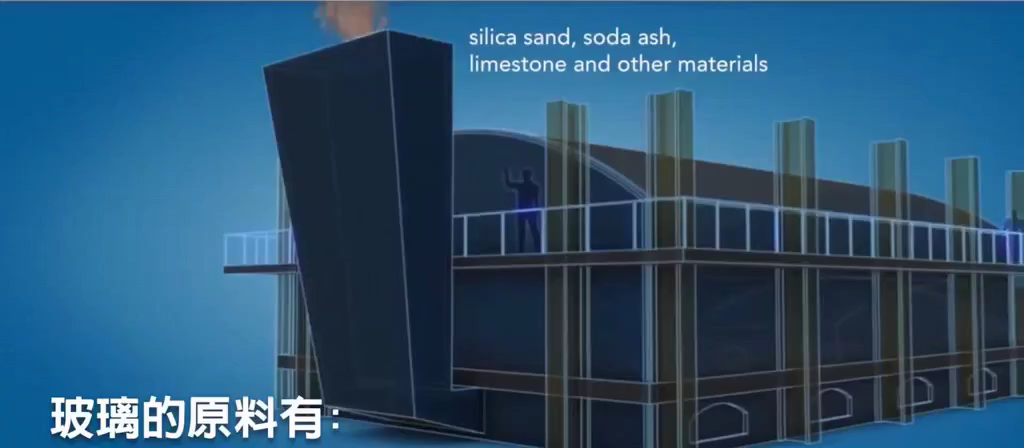 silica sand, soda ash,
limestone and other materials
玻璃的原料有：